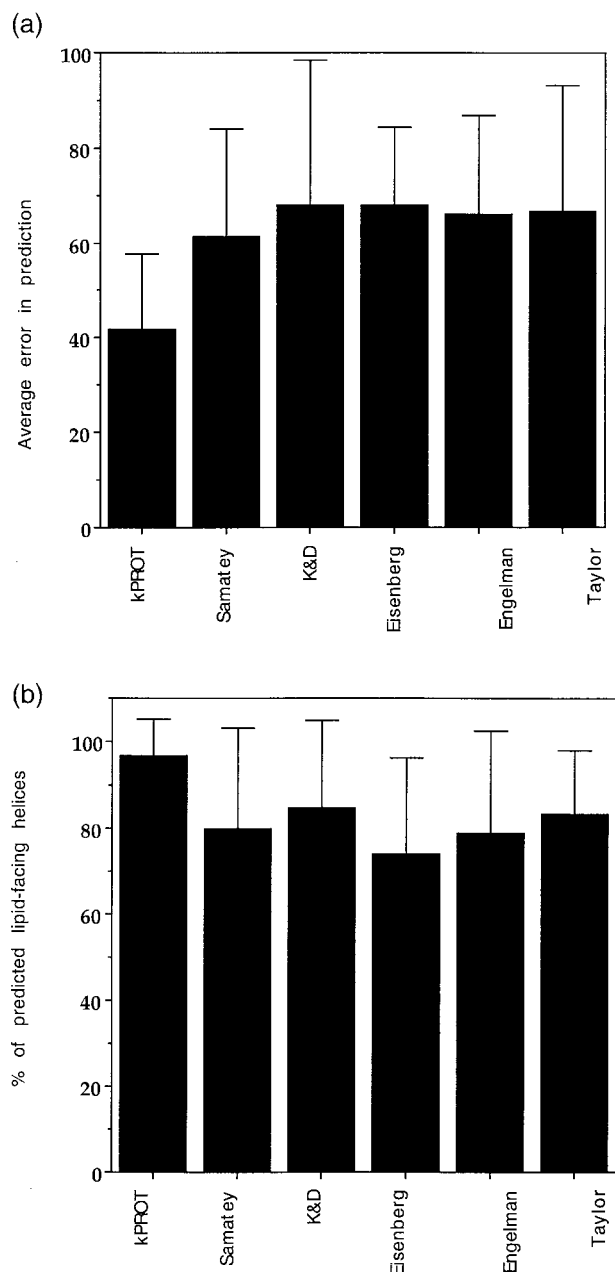 (a)
Average error in prediction
100
80
60
40
20
0
kPROT
Samatey
K&D
Eisenberg
Engelman
Taylor
(b)
% of predicted lipid-facing helices
100
80
60
40
20
0
kPROT
Samatey
K&D
Eisenberg
Engelman
Taylor